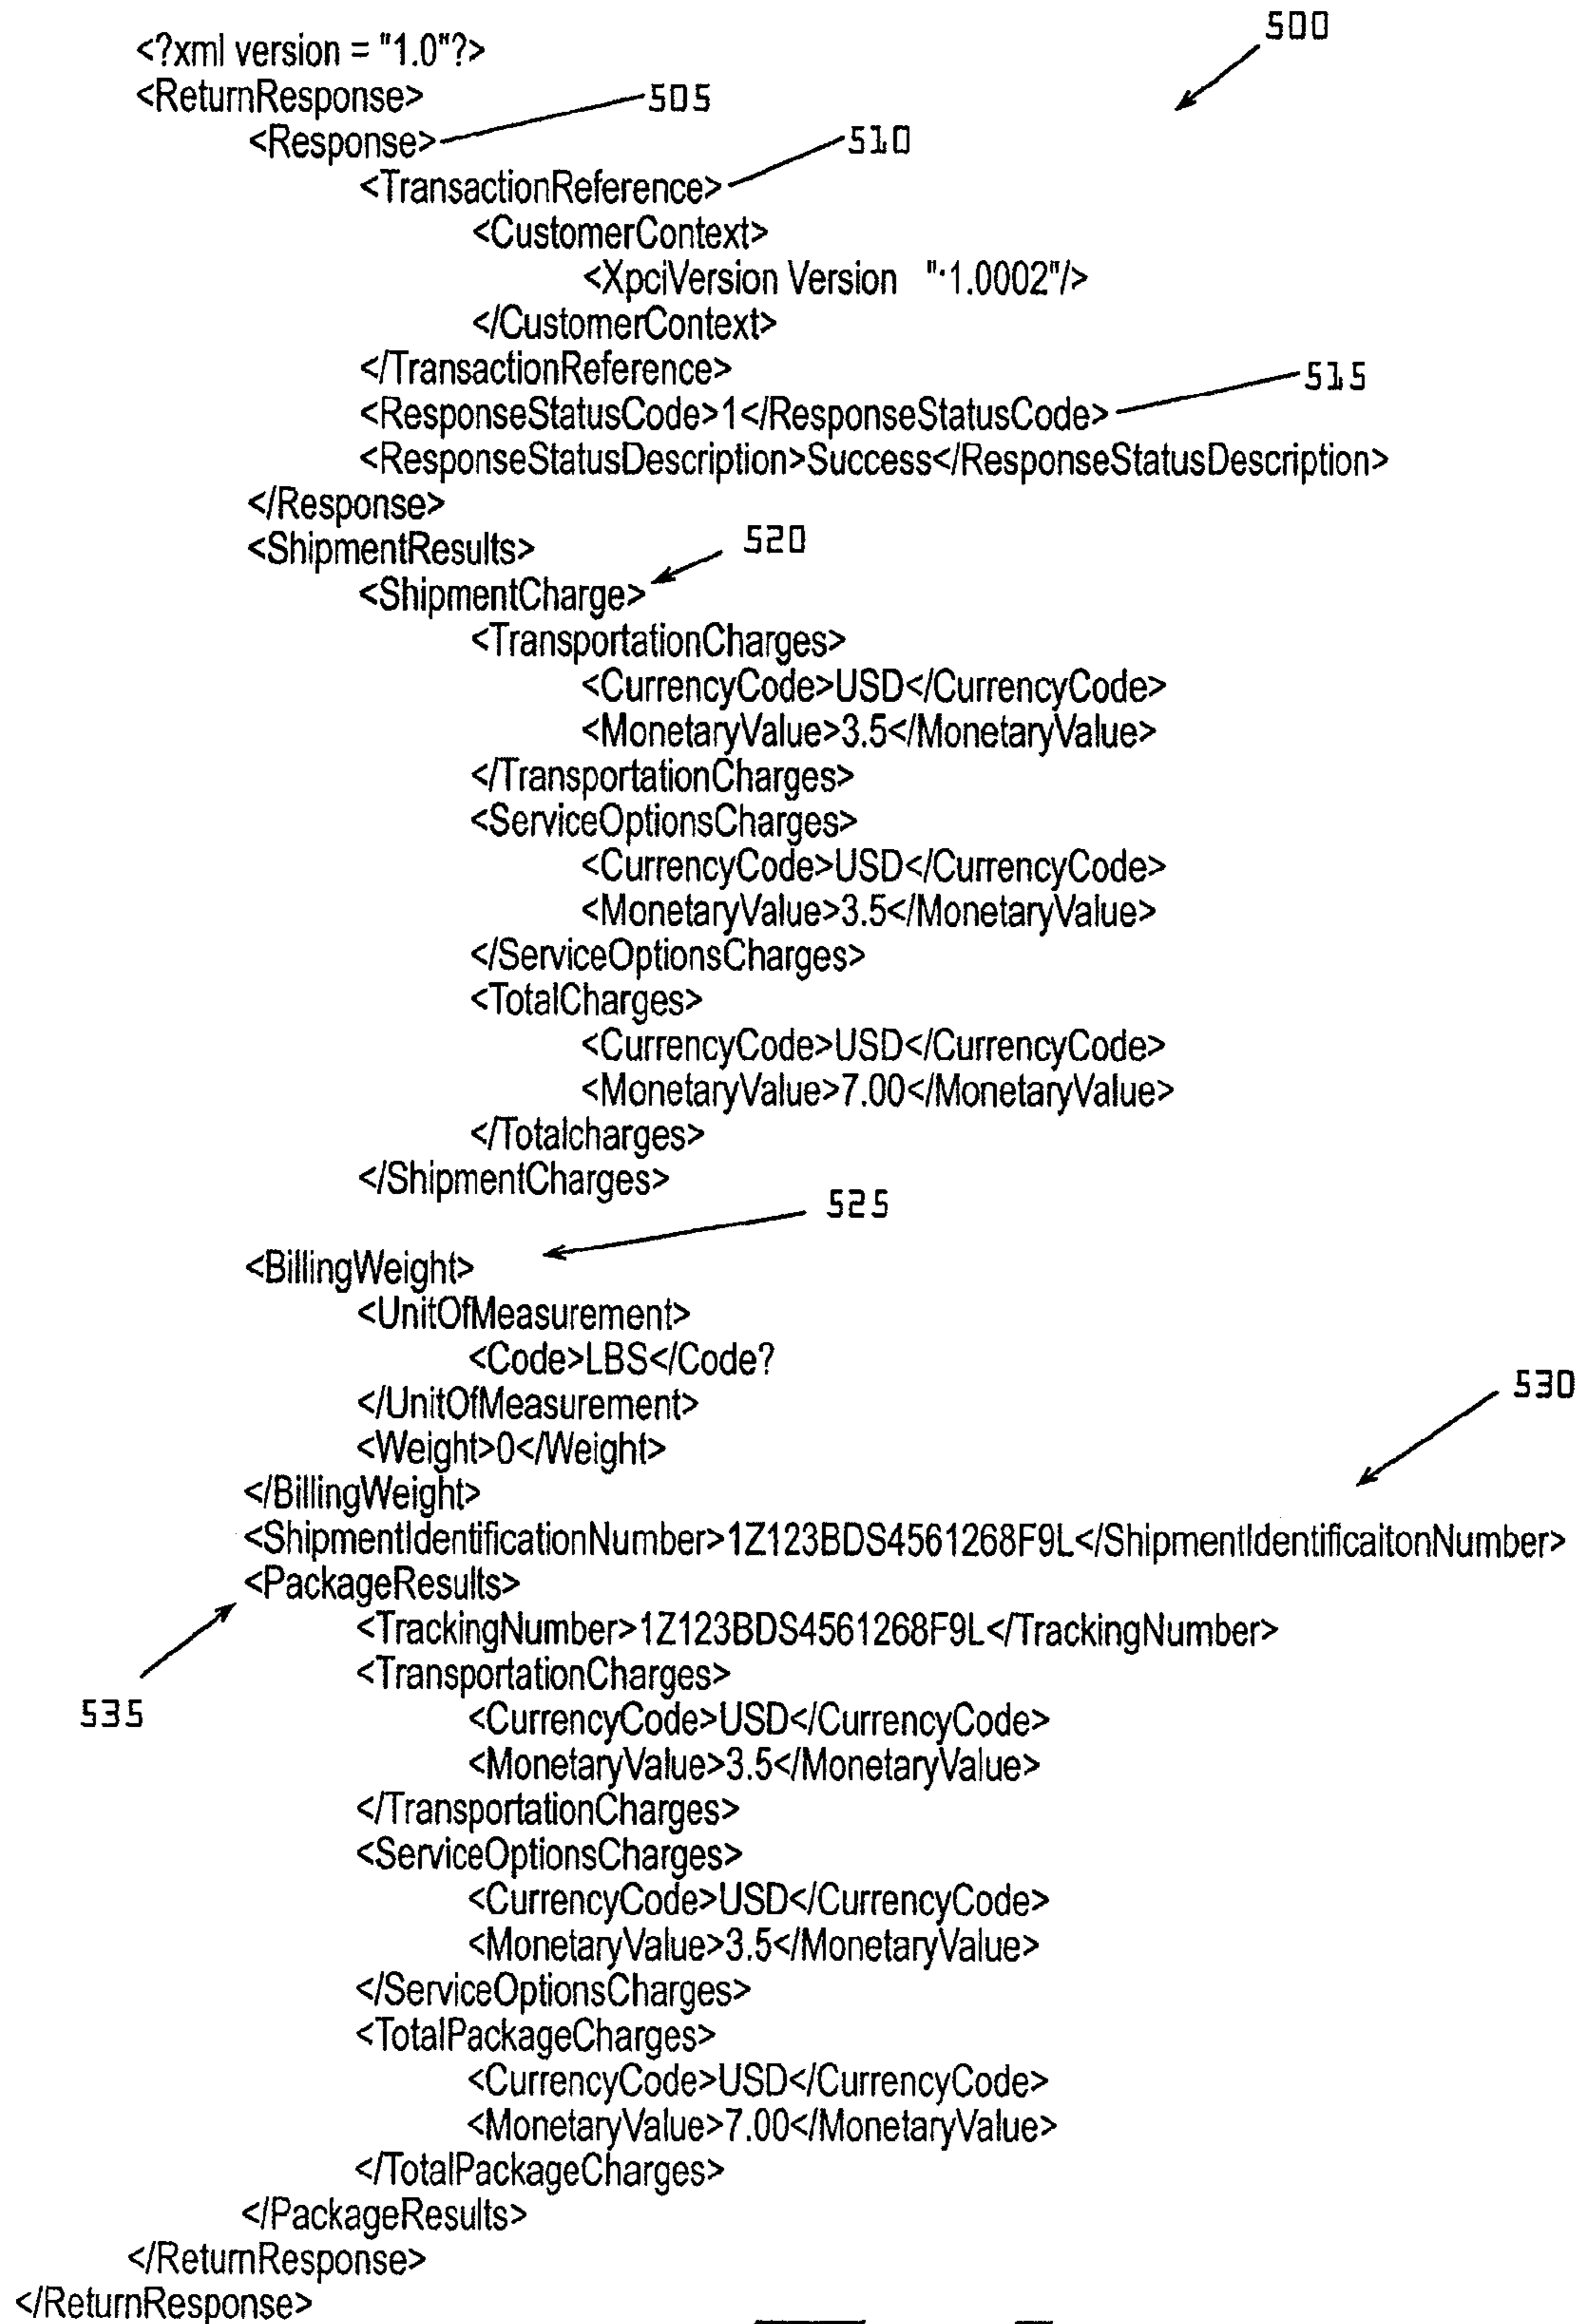 500
<?xml version = "1.0"?>
<ReturnResponse>
505
<Response>
510
<TransactionReference>
<CustomerContext>
<XpciVersion Version "·1.0002"/>
</CustomerContext>
</TransactionReference>
515
<ResponseStatusCode>1</ResponseStatusCode>
<ResponseStatusDescription>Success</ResponseStatusDescription>
</Response>
<ShipmentResults>
520
<ShipmentCharge>
<TransportationCharges>
<CurrencyCode>USD</CurrencyCode>
<MonetaryValue>3.5</MonetaryValue>
</TransportationCharges>
<ServiceOptionsCharges>
<CurrencyCode>USD</CurrencyCode>
<MonetaryValue>3.5</MonetaryValue>
</ServiceOptionsCharges>
<TotalCharges>
<CurrencyCode>USD</CurrencyCode>
<MonetaryValue>7.00</MonetaryValue>
</Totalcharges>
</ShipmentCharges>
525
<BillingWeight>
<UnitOfMeasurement>
<Code>LBS</Code?
</UnitOfMeasurement>
530
<Weight>0</Weight>
</BillingWeight>
<ShipmentIdentificationNumber>1Z123BDS4561268F9L</ShipmentIdentificaitonNumber>
<PackageResults>
<TrackingNumber>1Z123BDS4561268F9L</TrackingNumber>
<TransportationCharges>
535
<CurrencyCode>USD</CurrencyCode>
<MonetaryValue>3.5</MonetaryValue>
</TransportationCharges>
<ServiceOptionsCharges>
<CurrencyCode>USD</CurrencyCode>
<MonetaryValue>3.5</MonetaryValue>
</ServiceOptionsCharges>
<TotalPackageCharges>
<CurrencyCode>USD</CurrencyCode>
<MonetaryValue>7.00</MonetaryValue>
</TotalPackageCharges>
</PackageResults>
</ReturnResponse>
</ReturnResponse>